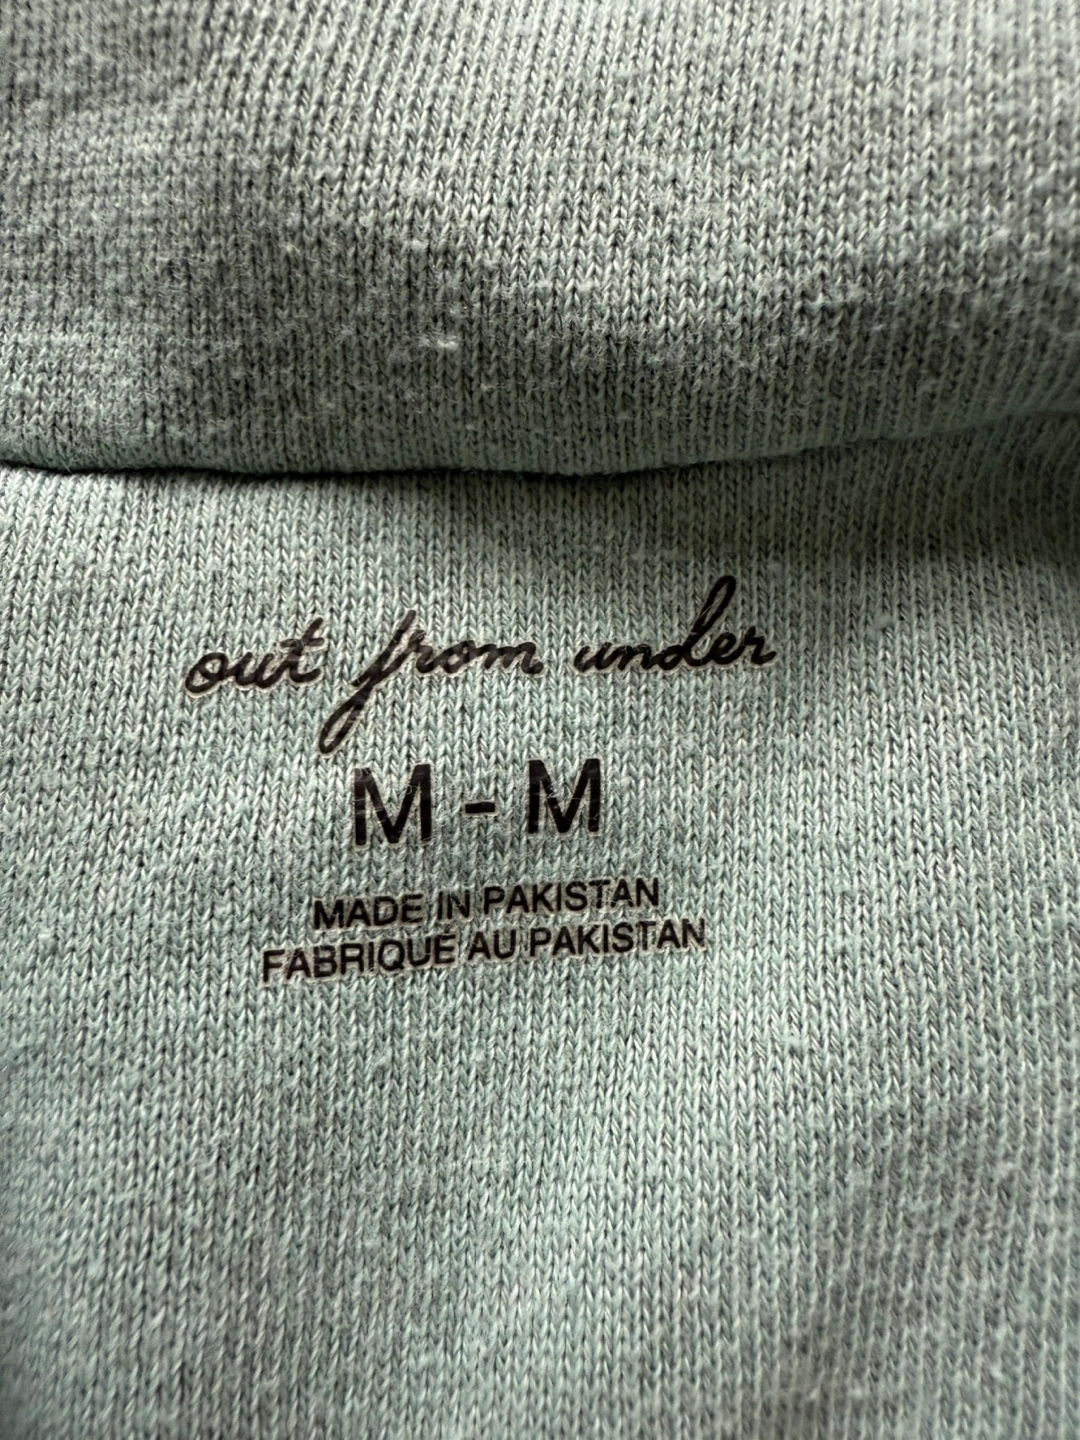 out from under
M - M
MADE IN PAKISTAN
FABRIQUÉ AU PAKISTAN